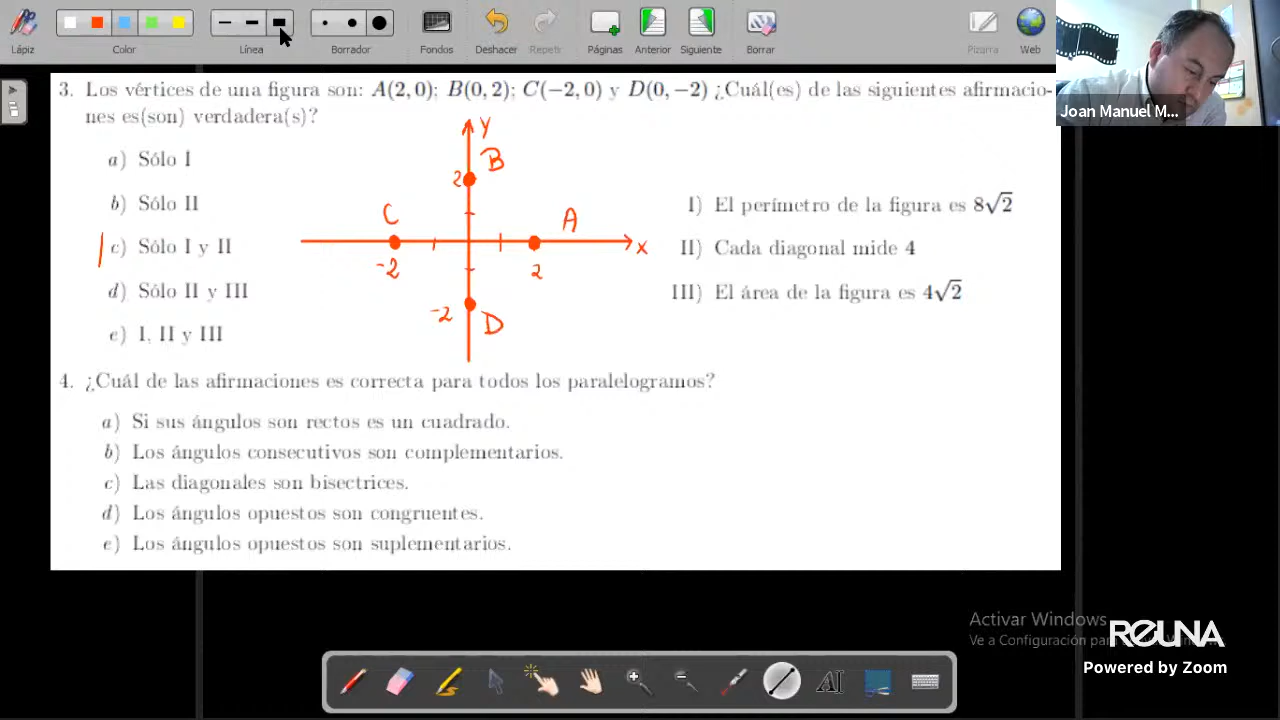 Lápiz Color Línea Borrador Fondos Deshacer Repetir Páginas Anterior Siguiente Borrar Pizarra Web
Joan Manuel M...
3. Los vértices de una figura son: A(2, 0); B(0, 2); C(−2, 0) y D(0, −2) ¿Cuál(es) de las siguientes afirmacio-
nes es(son) verdadera(s)?
a) Sólo I
b) Sólo II
c) Sólo I y II
d) Sólo II y III
e) I, II y III
Y
B
2
C
A
X
-2
2
-2
D
I) El perímetro de la figura es 8√2
II) Cada diagonal mide 4
III) El área de la figura es 4√2
4. ¿Cuál de las afirmaciones es correcta para todos los paralelogramos?
a) Si sus ángulos son rectos es un cuadrado.
b) Los ángulos consecutivos son complementarios.
c) Las diagonales son bisectrices.
d) Los ángulos opuestos son congruentes.
e) Los ángulos opuestos son suplementarios.
Activar Windows
Ve a Configuración para
REUNA
Powered by Zoom
AI